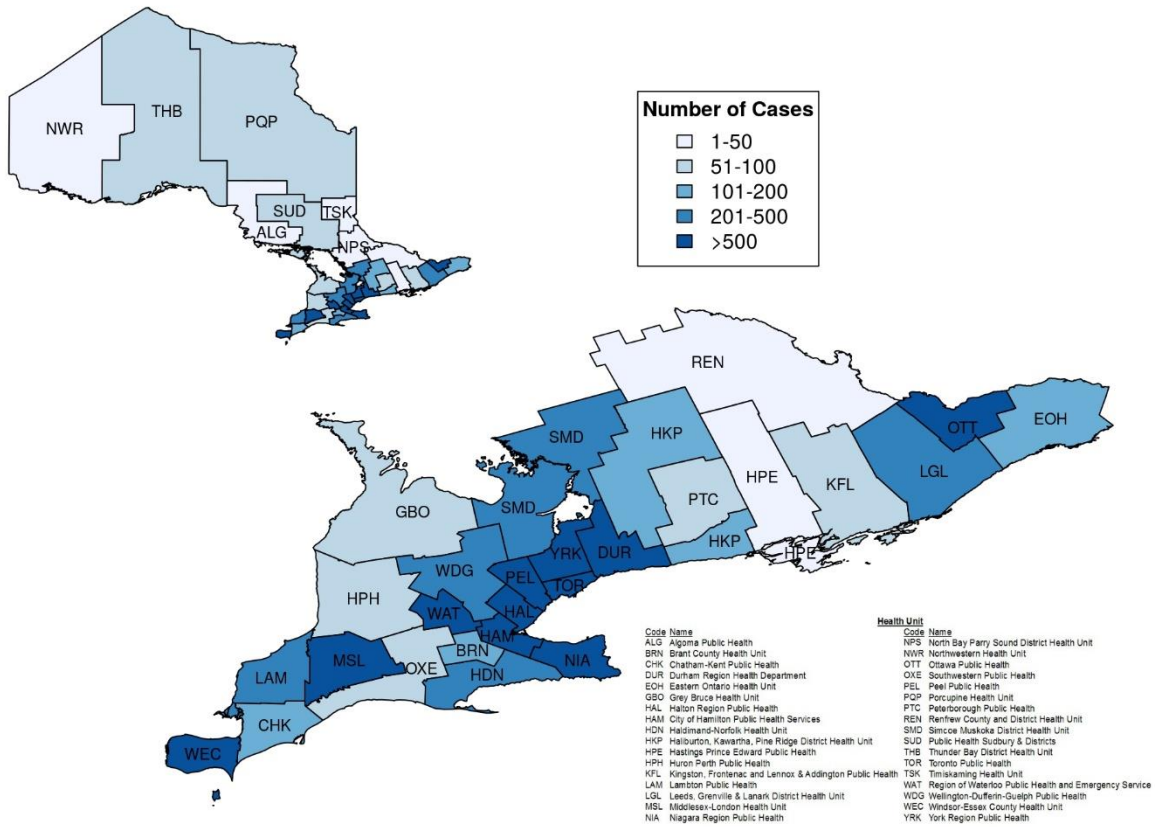 NWR
THB
PQP
SUD
TSK
ALG
NPS
Number of Cases
1-50
51-100
101-200
201-500
>500
REN
SMD
HKP
OTT
EOH
HPE
KFL
LGL
PTC
GBO
SMD
HKP
YRK
DUR
HPE
WDG
PEL
TOR
HPH
WAT
HAL
HAM
MSL
OXE
BRN
NIA
LAM
HDN
CHK
WEC
Health Unit
Code Name
ALG Algoma Public Health
BRN Brant County Health Unit
CHK Chatham-Kent Public Health
DUR Durham Region Health Department
EOH Eastern Ontario Health Unit
GBO Grey Bruce Health Unit
HAL Halton Region Public Health
HAM City of Hamilton Public Health Services
HDN Haldimand-Norfolk Health Unit
HKP Haliburton, Kawartha, Pine Ridge District Health Unit
HPE Hastings Prince Edward Public Health
HPH Huron Perth Public Health
KFL Kingston, Frontenac and Lennox & Addington Public Health
LAM Lambton Public Health
LGL Leeds, Grenville & Lanark District Health Unit
MSL Middlesex-London Health Unit
NIA Niagara Region Public Health
Code Name
NPS North Bay Parry Sound District Health Unit
NWR Northwestern Health Unit
OTT Ottawa Public Health
OXE Southwestern Public Health
PEL Peel Public Health
PQP Porcupine Health Unit
PTC Peterborough Public Health
REN Renfrew County and District Health Unit
SMD Simcoe Muskoka District Health Unit
SUD Public Health Sudbury & Districts
THB Thunder Bay District Health Unit
TOR Toronto Public Health
TSK Timiskaming Health Unit
WAT Region of Waterloo Public Health and Emergency Service
WDG Wellington-Dufferin-Guelph Public Health
WEC Windsor-Essex County Health Unit
YRK York Region Public Health